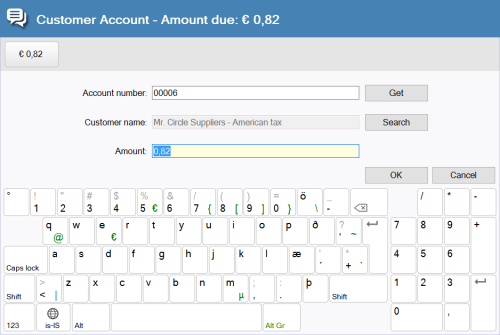 Customer Account - Amount due: € 0,82
€ 0,82
Account number: 00006 Get
Customer name: Mr. Circle Suppliers - American tax Search
Amount: 0,82
OK Cancel
° ! 1 " 2 # 3 $ 4 % 5 € & 6 / 7 { ( 8 [ ) 9 ] = 0 } ö \ _ - / * -
q @ w e € r t y u i o p ð ? ' ~ 7 8 9 +
Caps lock a s d f g h j k l æ ' ´ * + ` 4 5 6
Shift > < | z x c v b n m µ ; , : . þ Shift 1 2 3
123 is-IS Alt Alt Gr 0 ,